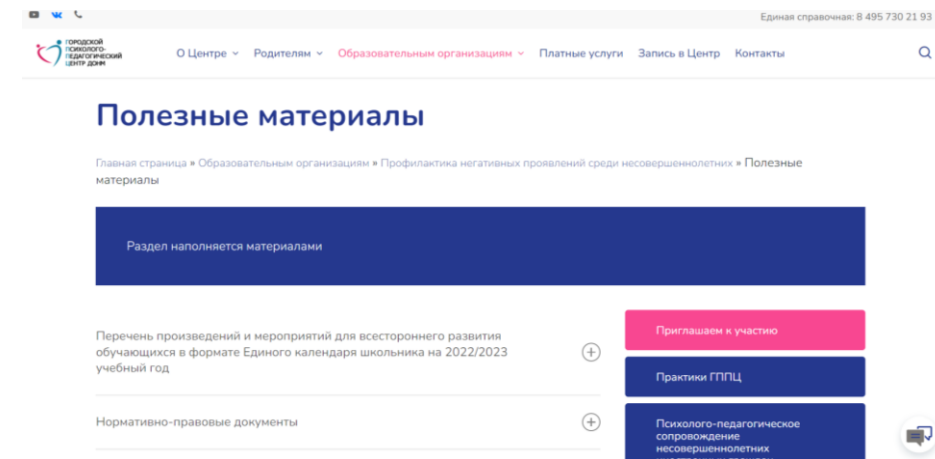 Единая справочная: 8 495 730 21 93
ГОРОДСКОЙ
ПСИХОЛОГО-
ПЕДАГОГИЧЕСКИЙ
ЦЕНТР ДОНМ
О Центре Родителям Образовательным организациям Платные услуги Запись в Центр Контакты
Полезные материалы
Главная страница » Образовательным организациям » Профилактика негативных проявлений среди несовершеннолетних » Полезные
материалы
Раздел наполняется материалами
Перечень произведений и мероприятий для всестороннего развития
обучающихся в формате Единого календаря школьника на 2022/2023
учебный год
Нормативно-правовые документы
Приглашаем к участию
Практики ГППЦ
Психолого-педагогическое
сопровождение
несовершеннолетних